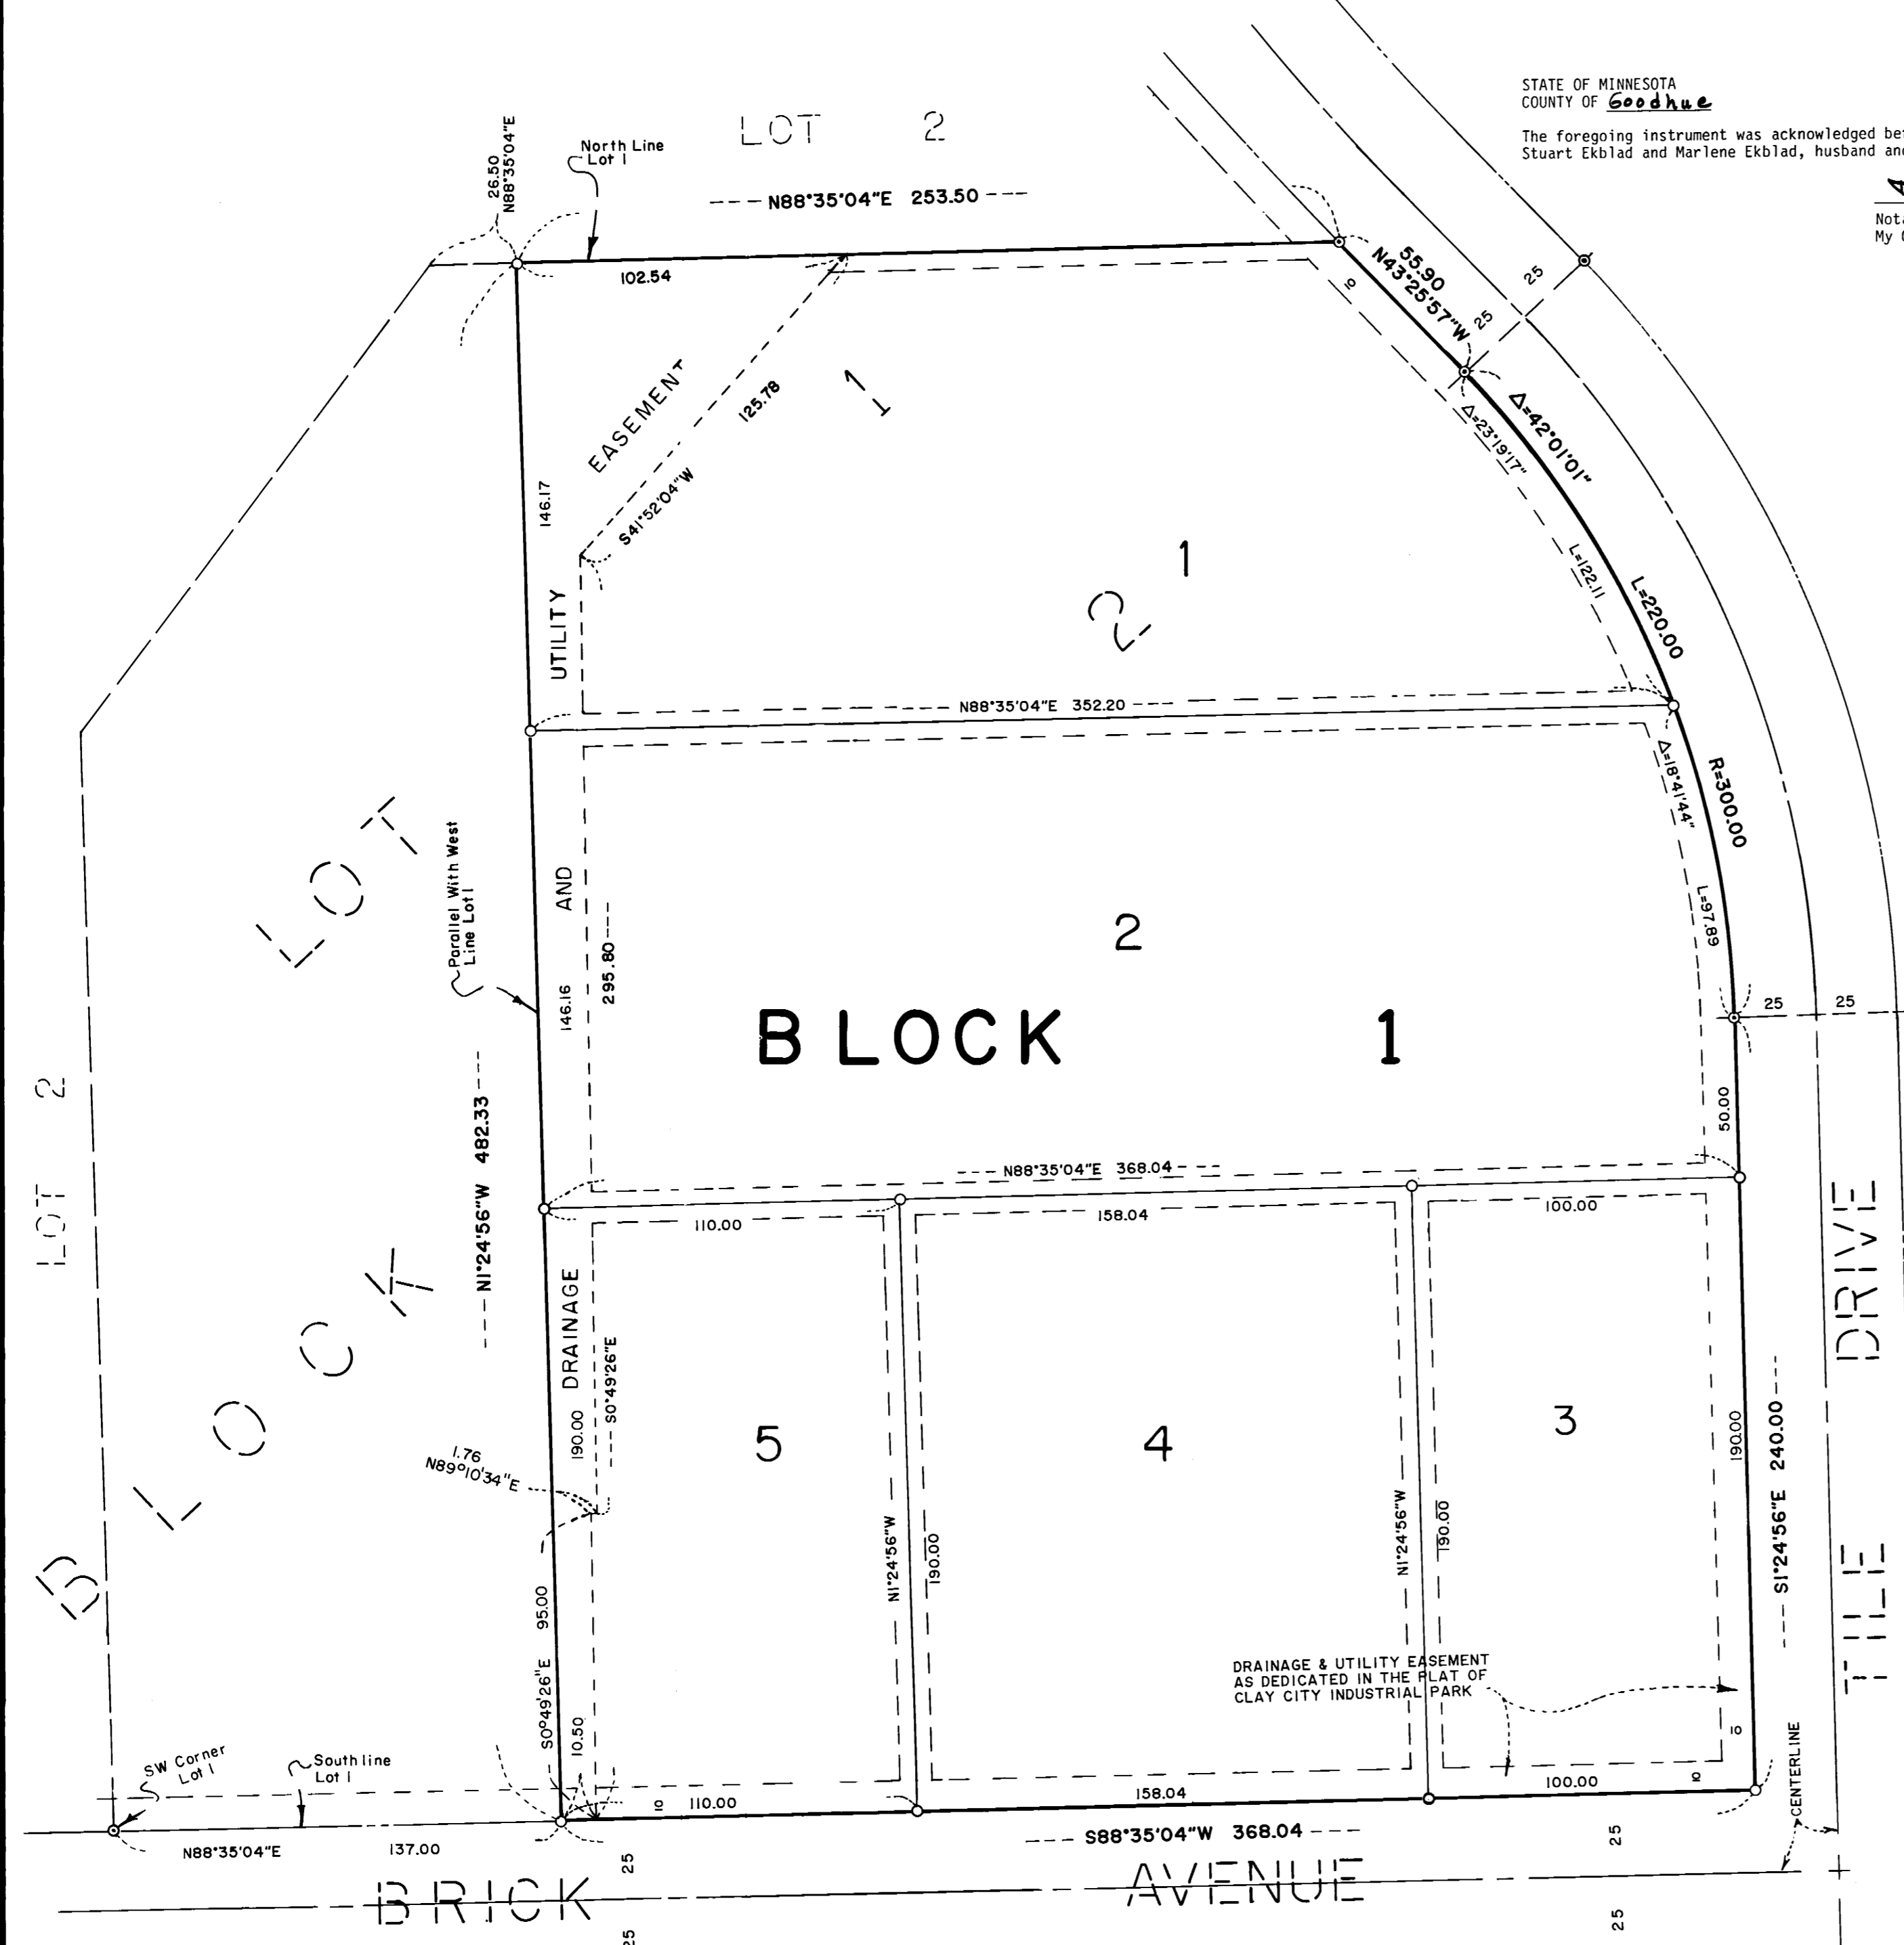 STATE OF MINNESOTA
COUNTY OF Goodhue
The foregoing instrument was acknowledged
Stuart Ekblad and Marlene Ekblad, husband
My
LOT 2
North Line
Lot 1
26.50
N88°35'04"E
N88°35'04"E 253.50
102.54
55.90
N43°25'57"W
10
25
25
EASEMENT
125.78
S41°52'04"W
1
Δ=42°01'01"
Δ=23°19'17"
146.17
UTILITY
1
2
L=122.11
L=220.00
N88°35'04"E 352.20
R=300.00
Δ=18°41'44"
L=97.89
LOT
Parallel With West
Line Lot 1
AND
146.16
295.80
2
BLOCK 1
25
25
LOT 2
N1°24'56"W 482.33
50.00
N88°35'04"E 368.04
110.00
158.04
100.00
BLOCK
DRAINAGE
190.00
S0°49'26"E
1.76
N89°10'34"E
5
4
3
N1°24'56"W
190.00
N1°24'56"W
190.00
190.00
S1°24'56"E 240.00
TILE DRIVE
S0°49'26"E 95.00
10.50
DRAINAGE & UTILITY EASEMENT
AS DEDICATED IN THE PLAT OF
CLAY CITY INDUSTRIAL PARK
10
CENTERLINE
SW Corner
Lot 1
South line
Lot 1
10
110.00
158.04
100.00
10
N88°35'04"E 137.00
S88°35'04"W 368.04
25
25
BRICK AVENUE
25
25